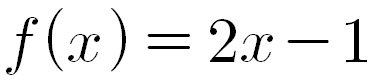 f(x) = 2x − 1